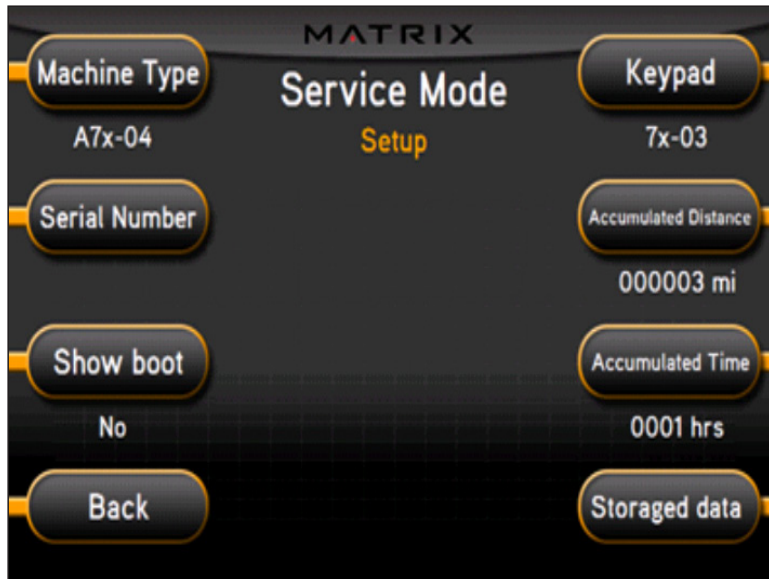 MATRIX
Service Mode
Setup
Machine Type
A7x-04
Serial Number
Show boot
No
Back
Keypad
7x-03
Accumulated Distance
000003 mi
Accumulated Time
0001 hrs
Storaged data